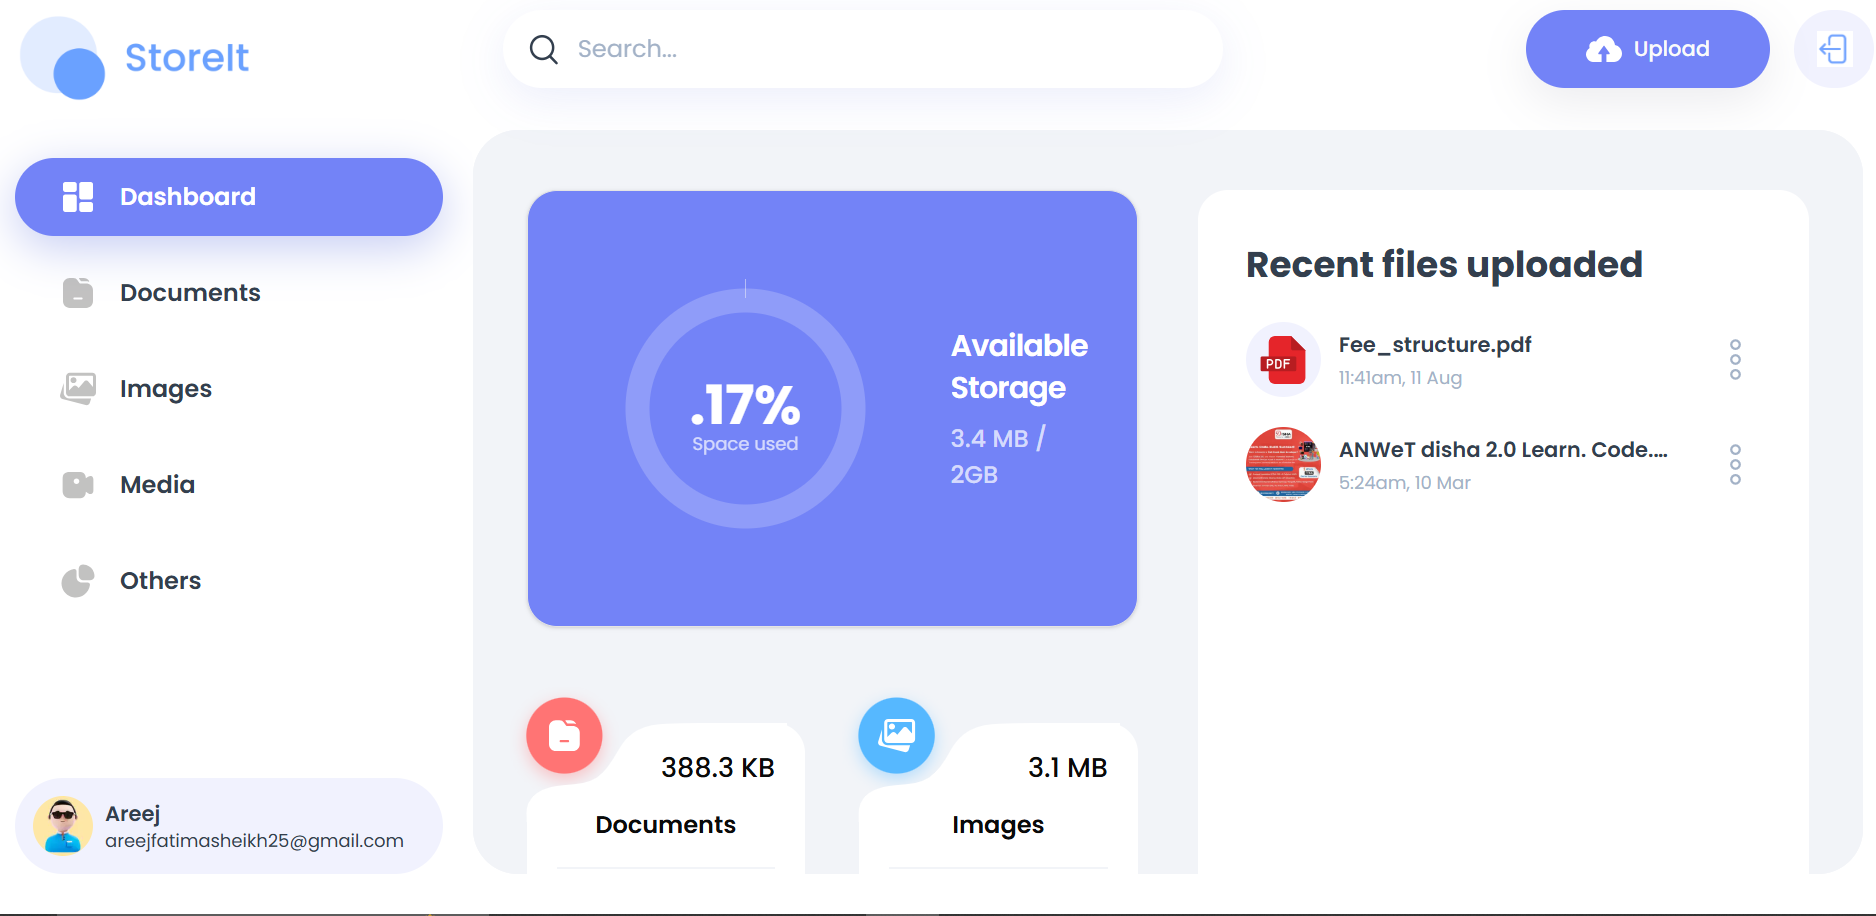 StoreIt
Search...
Upload
Dashboard
Documents
Images
Media
Others
Areej
areejfatimasheikh25@gmail.com
.17%
Space used
Available
Storage
3.4 MB /
2GB
388.3 KB
Documents
3.1 MB
Images
Recent files uploaded
PDF
Fee_structure.pdf
11:41am, 11 Aug
ANWeT disha 2.0 Learn. Code....
5:24am, 10 Mar